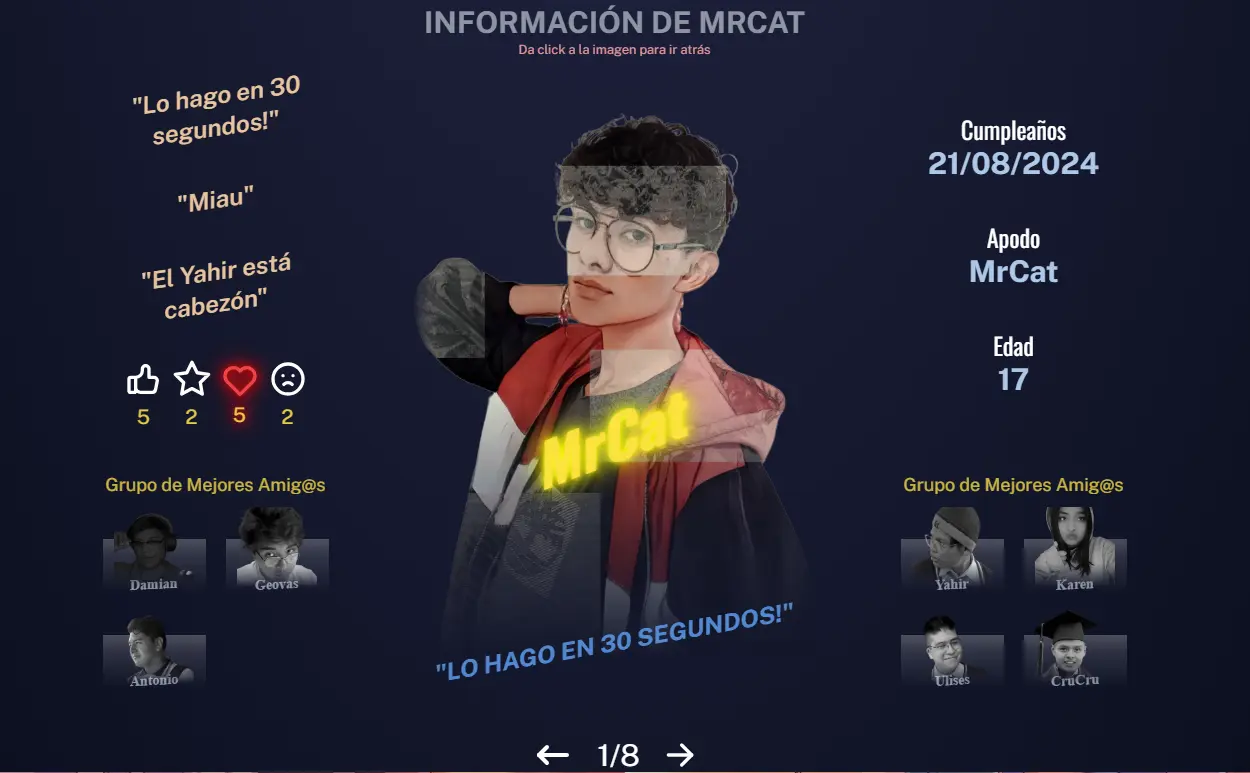 INFORMACIÓN DE MRCAT
Da click a la imagen para ir atrás
"Lo hago en 30
segundos!"
"Miau"
"El Yahir está
cabezón"
5 2 5 2
Grupo de Mejores Amig@s
Damian Geovas
Antonio
MrCat
"LO HAGO EN 30 SEGUNDOS!"
Cumpleaños
21/08/2024
Apodo
MrCat
Edad
17
Grupo de Mejores Amig@s
Yahir Karen
Ulises CruCru
← 1/8 →